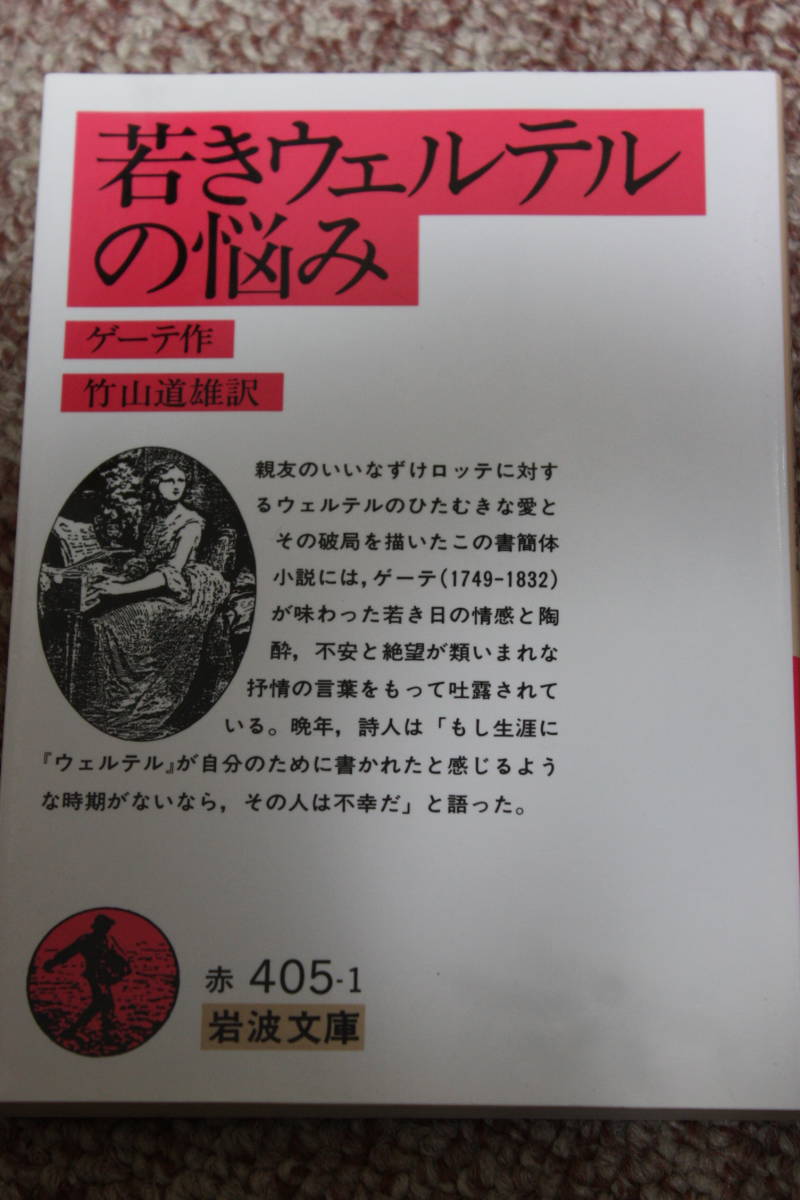 若きウェルテル
の悩み
ゲーテ作
竹山道雄訳
親友のいいなずけロッテに対す
るウェルテルのひたむきな愛と
その破局を描いたこの書簡体
小説には,ゲーテ(1749-1832)
が味わった若き日の情感と陶
酔，不安と絶望が類いまれな
抒情の言葉をもって吐露されて
いる。晩年，詩人は「もし生涯に
『ウェルテル』が自分のために書かれたと感じるよう
な時期がないなら，その人は不幸だ」と語った。
赤 405-1
岩波文庫